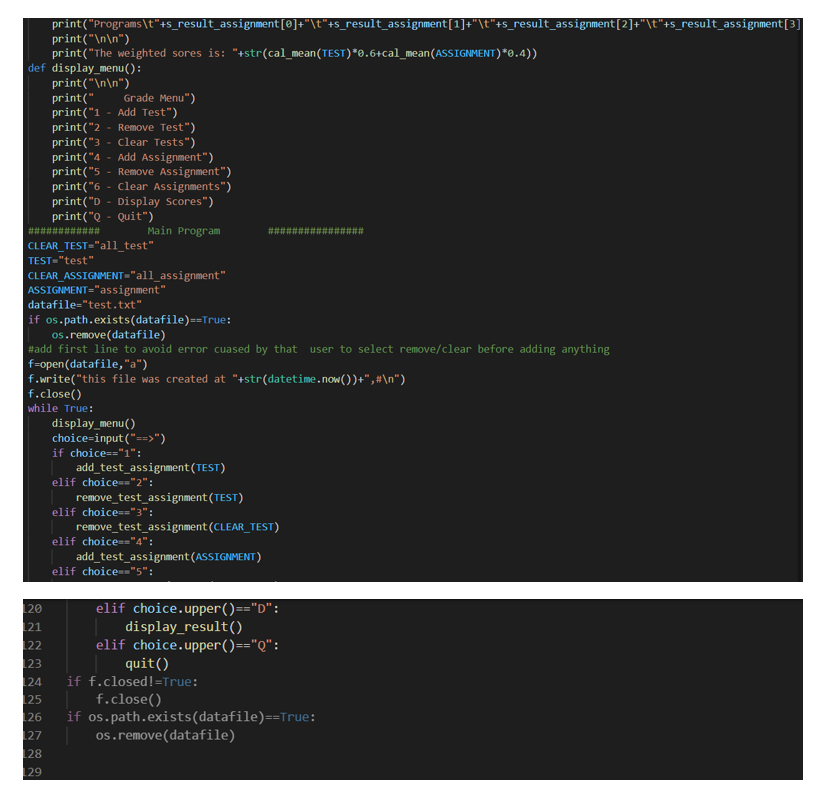 print("Programs\t"+s_result_assignment[0]+"\t"+s_result_assignment[1]+"\t"+s_result_assignment[2]+"\t"+s_result_assignment[3]
    print("\n\n")
    print("The weighted sores is: "+str(cal_mean(TEST)*0.6+cal_mean(ASSIGNMENT)*0.4))
def display_menu():
    print("\n\n")
    print("     Grade Menu")
    print("1 - Add Test")
    print("2 - Remove Test")
    print("3 - Clear Tests")
    print("4 - Add Assignment")
    print("5 - Remove Assignment")
    print("6 - Clear Assignments")
    print("D - Display Scores")
    print("Q - Quit")
############        Main Program        ################
CLEAR_TEST="all_test"
TEST="test"
CLEAR_ASSIGNMENT="all_assignment"
ASSIGNMENT="assignment"
datafile="test.txt"
if os.path.exists(datafile)==True:
    os.remove(datafile)
#add first line to avoid error cuased by that  user to select remove/clear before adding anything
f=open(datafile,"a")
f.write("this file was created at "+str(datetime.now())+",#\n")
f.close()
while True:
    display_menu()
    choice=input("==>")
    if choice=="1":
        add_test_assignment(TEST)
    elif choice=="2":
        remove_test_assignment(TEST)
    elif choice=="3":
        remove_test_assignment(CLEAR_TEST)
    elif choice=="4":
        add_test_assignment(ASSIGNMENT)
    elif choice=="5":
120     elif choice.upper()=="D":
121         display_result()
122     elif choice.upper()=="Q":
123         quit()
124 if f.closed!=True:
125     f.close()
126 if os.path.exists(datafile)==True:
127     os.remove(datafile)
128
129